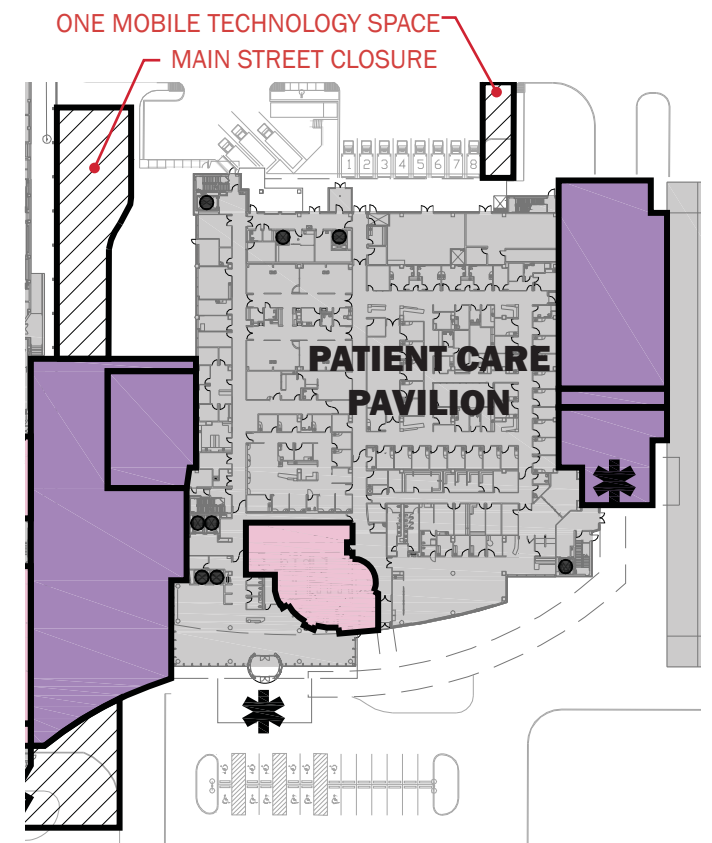 ONE MOBILE TECHNOLOGY SPACE
MAIN STREET CLOSURE
1 2 3 4 5 6 7 8
PATIENT CARE
PAVILION